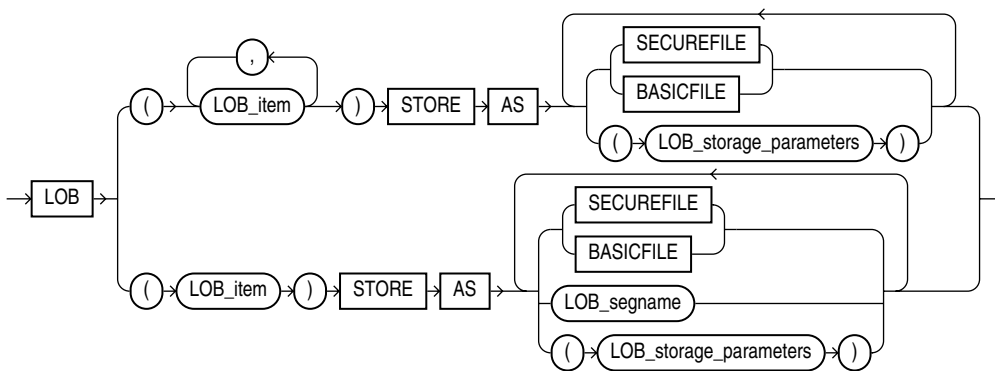 SECUREFILE
,
BASICFILE
( LOB_item ) STORE AS
( LOB_storage_parameters )
LOB
SECUREFILE
BASICFILE
( LOB_item ) STORE AS
LOB_segname
( LOB_storage_parameters )